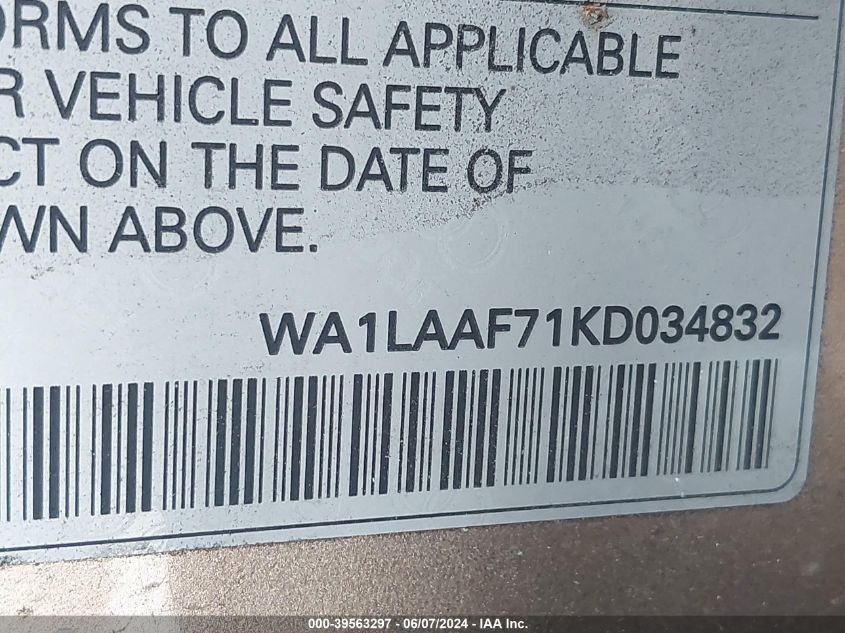 ORMS TO ALL APPLICABLE
R VEHICLE SAFETY
CT ON THE DATE OF
WN ABOVE.
WA1LAAF71KD034832
000-39563297 - 06/07/2024 - IAA Inc.